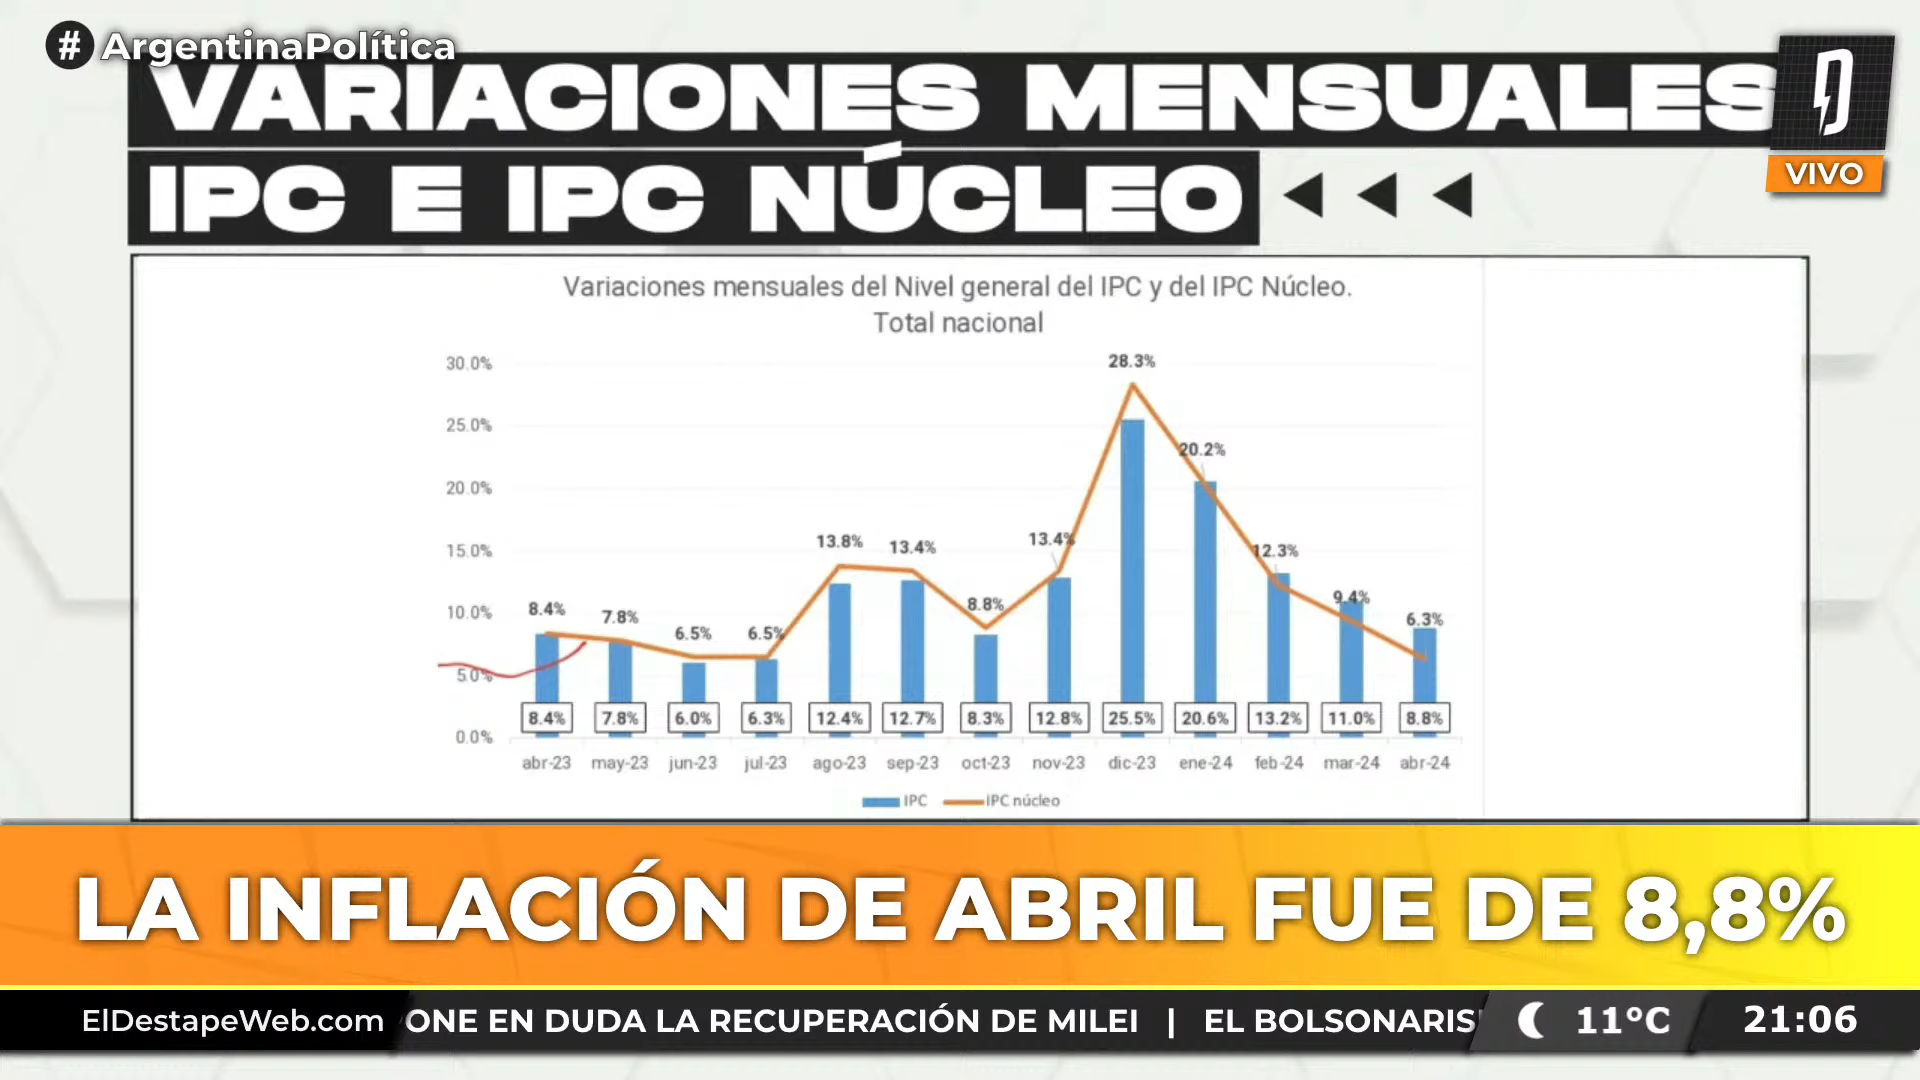 # ArgentinaPolítica
VARIACIONES MENSUALES
IPC E IPC NÚCLEO
VIVO
Variaciones mensuales del Nivel general del IPC y del IPC Núcleo.
Total nacional
30.0%
25.0%
20.0%
15.0%
10.0%
5.0%
0.0%
8.4% 7.8% 6.5% 6.5% 13.8% 13.4% 8.8% 13.4% 28.3% 20.2% 12.3% 9.4% 6.3%
8.4% 7.8% 6.0% 6.3% 12.4% 12.7% 8.3% 12.8% 25.5% 20.6% 13.2% 11.0% 8.8%
abr-23 may-23 jun-23 jul-23 ago-23 sep-23 oct-23 nov-23 dic-23 ene-24 feb-24 mar-24 abr-24
IPC IPC núcleo
LA INFLACIÓN DE ABRIL FUE DE 8,8%
ElDestapeWeb.com ONE EN DUDA LA RECUPERACIÓN DE MILEI | EL BOLSONARIS 11°C 21:06